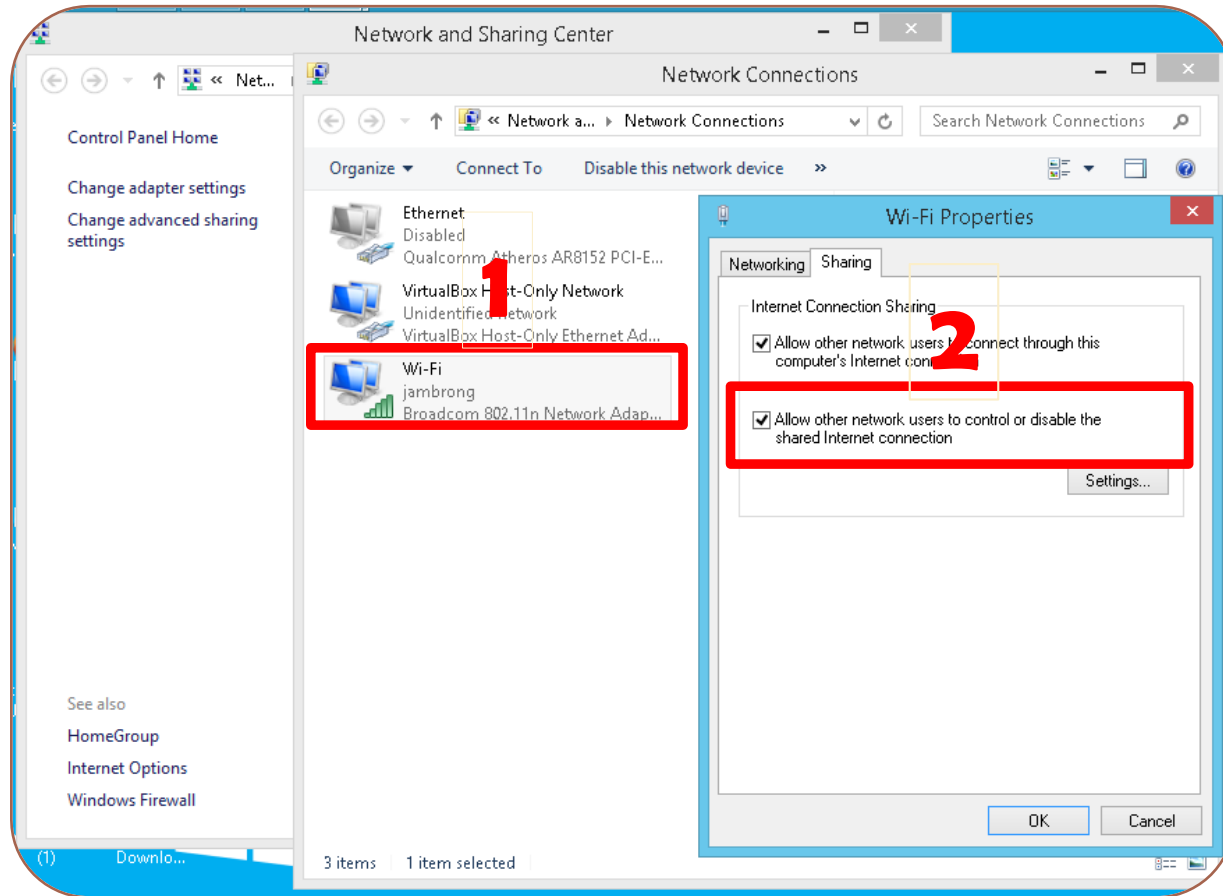 Network and Sharing Center
Net...
Control Panel Home
Change adapter settings
Change advanced sharing
settings
See also
HomeGroup
Internet Options
Windows Firewall
(1) Downlo...
Network Connections
« Network a... Network Connections
Search Network Connections
Organize Connect To Disable this network device »
Ethernet
Disabled
Qualcomm Atheros AR8152 PCI-E...
1
VirtualBox Host-Only Network
Unidentified network
VirtualBox Host-Only Ethernet Ad...
Wi-Fi
jambrong
Broadcom 802.11n Network Adap...
3 items 1 item selected
Wi-Fi Properties
Networking Sharing
Internet Connection Sharing
2
Allow other network users to connect through this
computer's Internet connection
Allow other network users to control or disable the
shared Internet connection
Settings...
OK Cancel